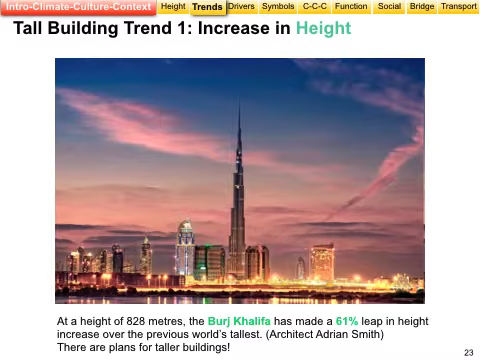 Intro-Climate-Culture-Context Height Trends Drivers Symbols C-C-C Function Social Bridge Transport
Tall Building Trend 1: Increase in Height
At a height of 828 metres, the Burj Khalifa has made a 61% leap in height
increase over the previous world's tallest. (Architect Adrian Smith)
There are plans for taller buildings!
23